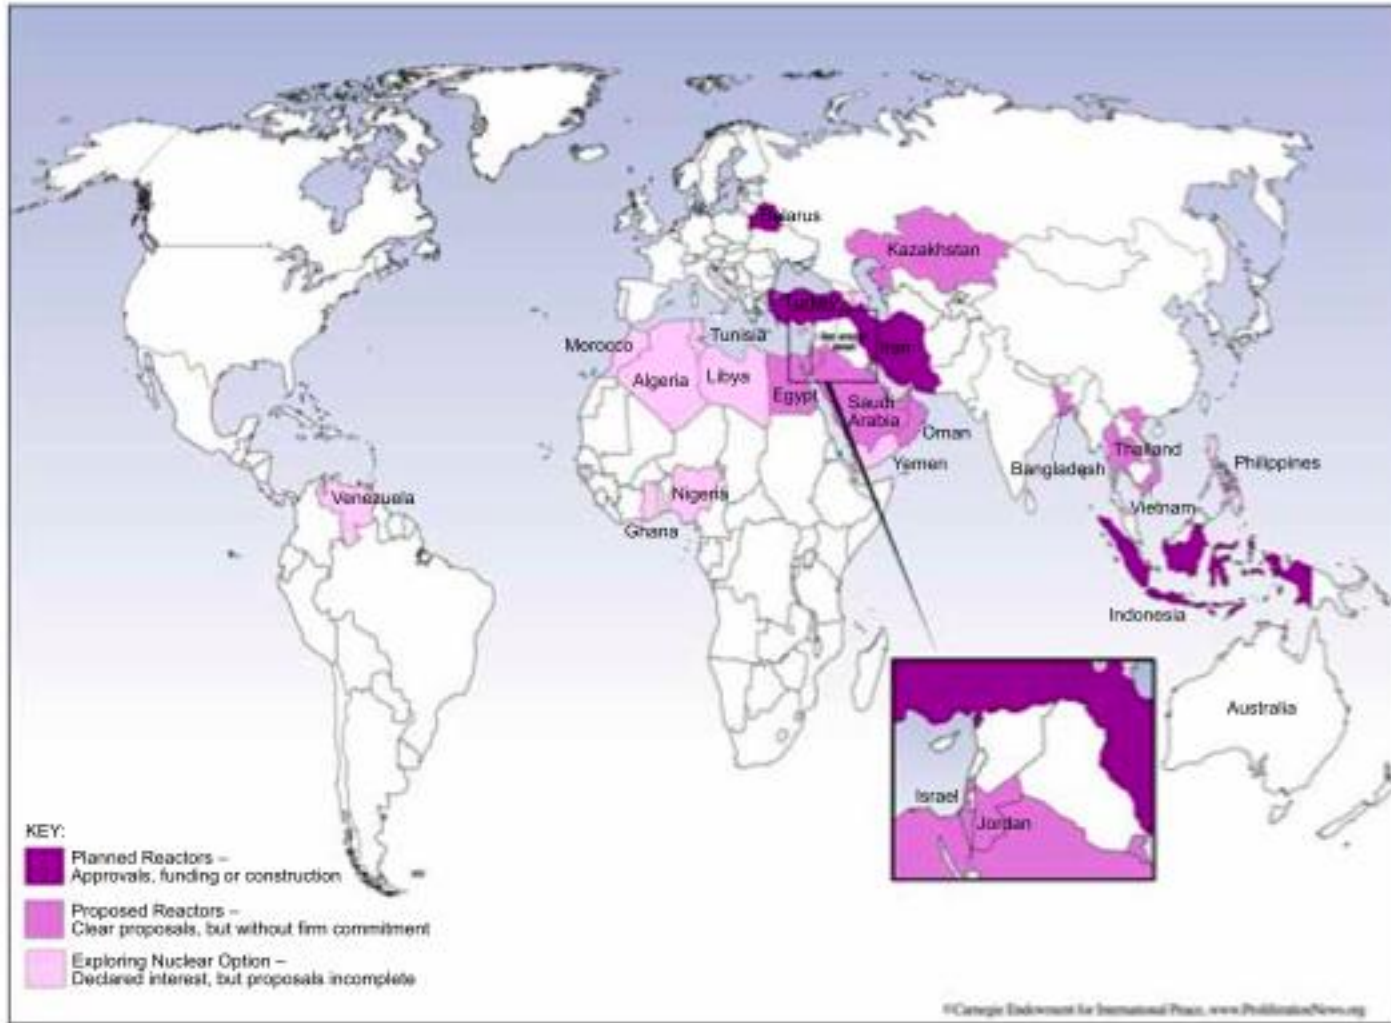 Belarus
Kazakhstan
Turkey
Iran
Morocco
Tunisia
Algeria
Libya
Egypt
Saudi
Arabia
Oman
Yemen
Bangladesh
Thailand
Philippines
Vietnam
Venezuela
Nigeria
Ghana
Indonesia
Australia
Israel
Jordan
KEY:
Planned Reactors –
Approvals, funding or construction
Proposed Reactors –
Clear proposals, but without firm commitment
Exploring Nuclear Option –
Declared interest, but proposals incomplete
©Carnegie Endowment for International Peace, www.ProliferationNews.org